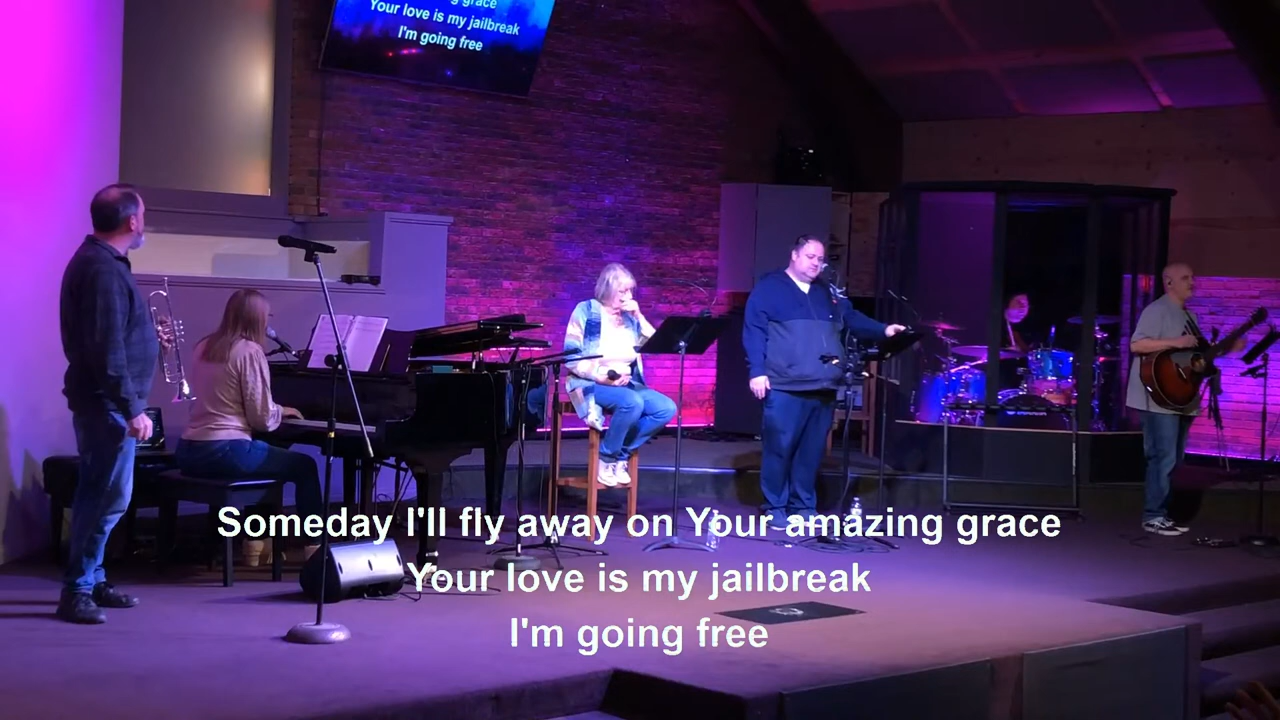 g grace
Your love is my jailbreak
I'm going free
Someday I'll fly away on Your amazing grace
Your love is my jailbreak
I'm going free